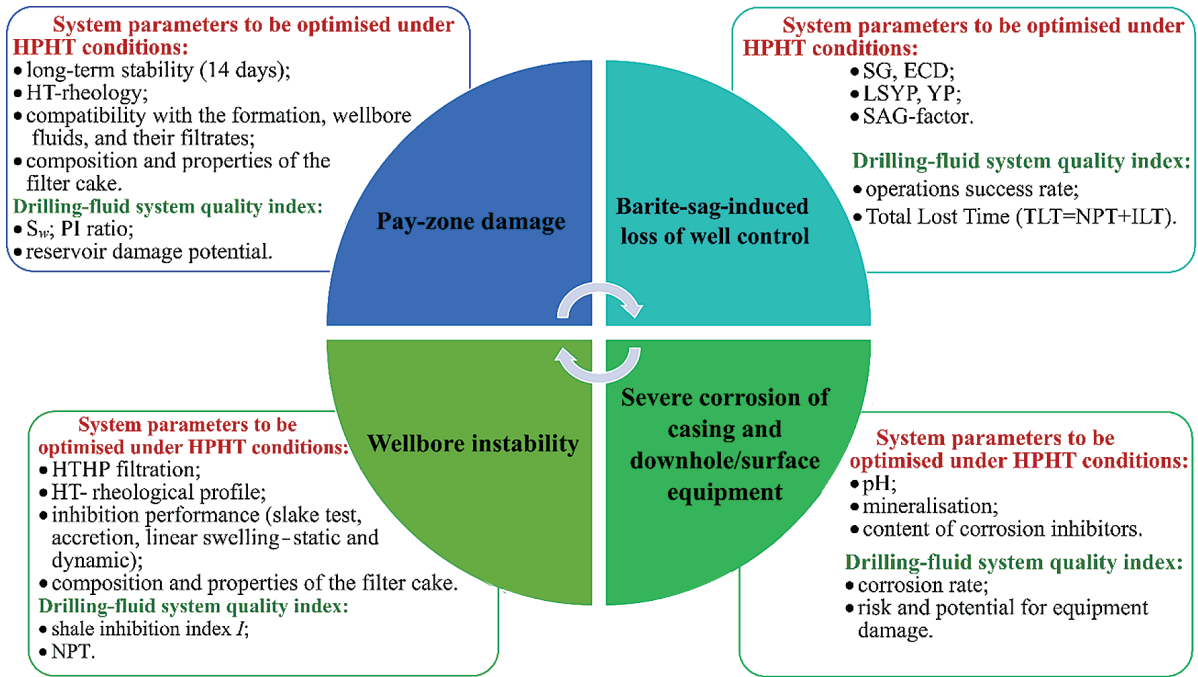 System parameters to be optimised under
HPHT conditions:
• long-term stability (14 days);
• HT-rheology;
• compatibility with the formation, wellbore
fluids, and their filtrates;
• composition and properties of the
filter cake.
Drilling-fluid system quality index:
• Sw; PI ratio;
• reservoir damage potential.
System parameters to be optimised under
HPHT conditions:
• SG, ECD;
• LSYP, YP;
• SAG-factor.
Drilling-fluid system quality index:
• operations success rate;
• Total Lost Time (TLT=NPT+ILT).
Pay-zone damage
Barite-sag-induced
loss of well control
Wellbore instability
Severe corrosion of
casing and
downhole/surface
equipment
System parameters to be
optimised under HPHT conditions:
• HTHP filtration;
• HT- rheological profile;
• inhibition performance (slake test,
accretion, linear swelling–static and
dynamic);
• composition and properties of the filter cake.
Drilling-fluid system quality index:
• shale inhibition index I;
• NPT.
System parameters to be
optimised under HPHT conditions:
• pH;
• mineralisation;
• content of corrosion inhibitors.
Drilling-fluid system quality index:
• corrosion rate;
• risk and potential for equipment
damage.